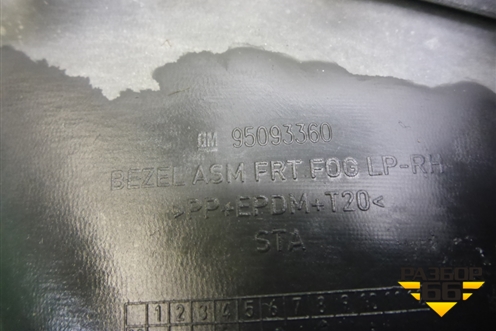 GM 95093360
BEZEL ASM FRT FOG LP-RH
>PP+EPDM+T20<
STA
1 2 3 4 5 6 7 8 9 10
РАЗБОР
66